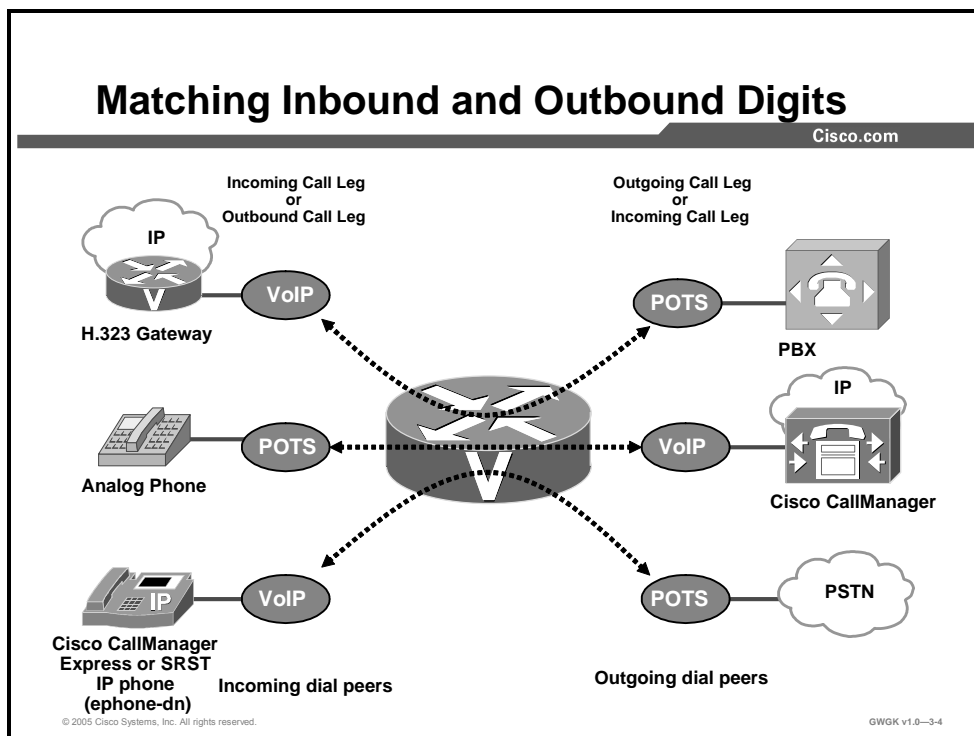 Matching Inbound and Outbound Digits
Cisco.com
Incoming Call Leg
or
Outbound Call Leg
Outgoing Call Leg
or
Incoming Call Leg
IP
V
H.323 Gateway
VoIP
POTS
PBX
Analog Phone
POTS
V
VoIP
IP
Cisco CallManager
IP
Cisco CallManager
Express or SRST
IP phone
(ephone-dn)
VoIP
POTS
PSTN
Incoming dial peers
Outgoing dial peers
© 2005 Cisco Systems, Inc. All rights reserved.
GWGK v1.0—3-4